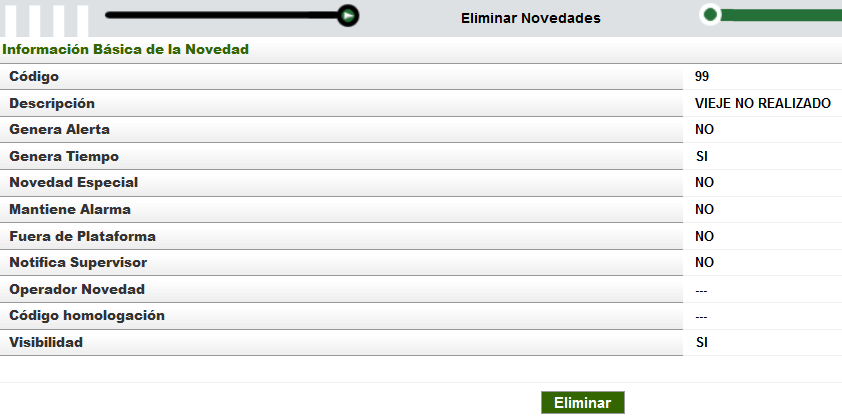 Eliminar Novedades
Información Básica de la Novedad
Código 99
Descripción VIEJE NO REALIZADO
Genera Alerta NO
Genera Tiempo SI
Novedad Especial NO
Mantiene Alarma NO
Fuera de Plataforma NO
Notifica Supervisor NO
Operador Novedad ---
Código homologación ---
Visibilidad SI
Eliminar